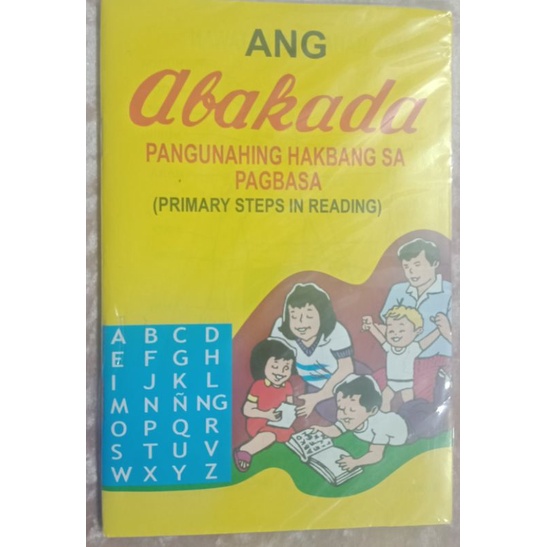 ANG
Abakada
PANGUNAHING HAKBANG SA
PAGBASA
(PRIMARY STEPS IN READING)
A B C D
E F G H
I J K L
M N Ñ NG
O P Q R
S T U V
W X Y Z